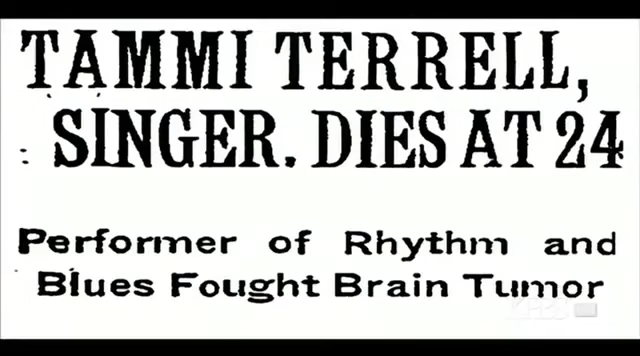 TAMMI TERRELL,
SINGER. DIES AT 24
Performer of Rhythm and
Blues Fought Brain Tumor